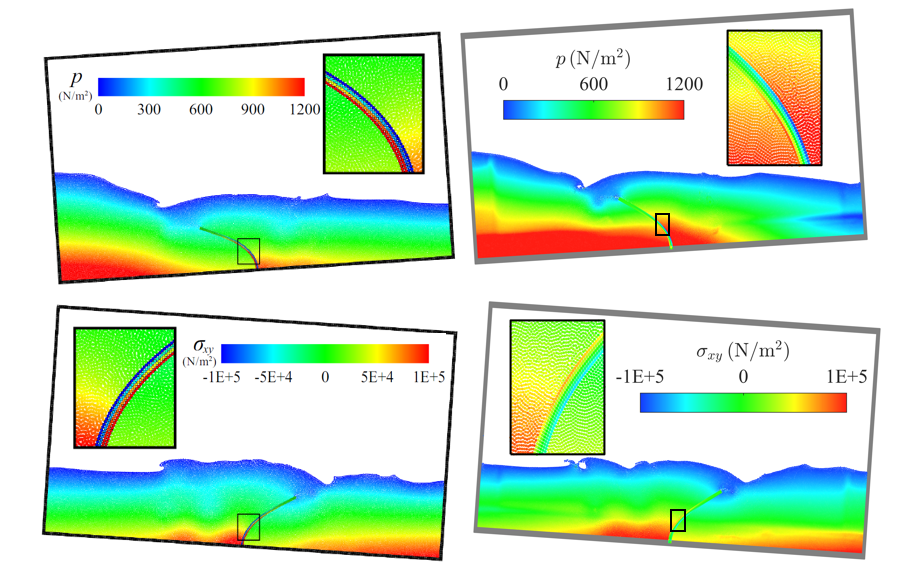 p
(N/m²)
0 300 600 900 1200
p (N/m²)
0 600 1200
σxy
(N/m²)
-1E+5 -5E+4 0 5E+4 1E+5
σxy (N/m²)
-1E+5 0 1E+5